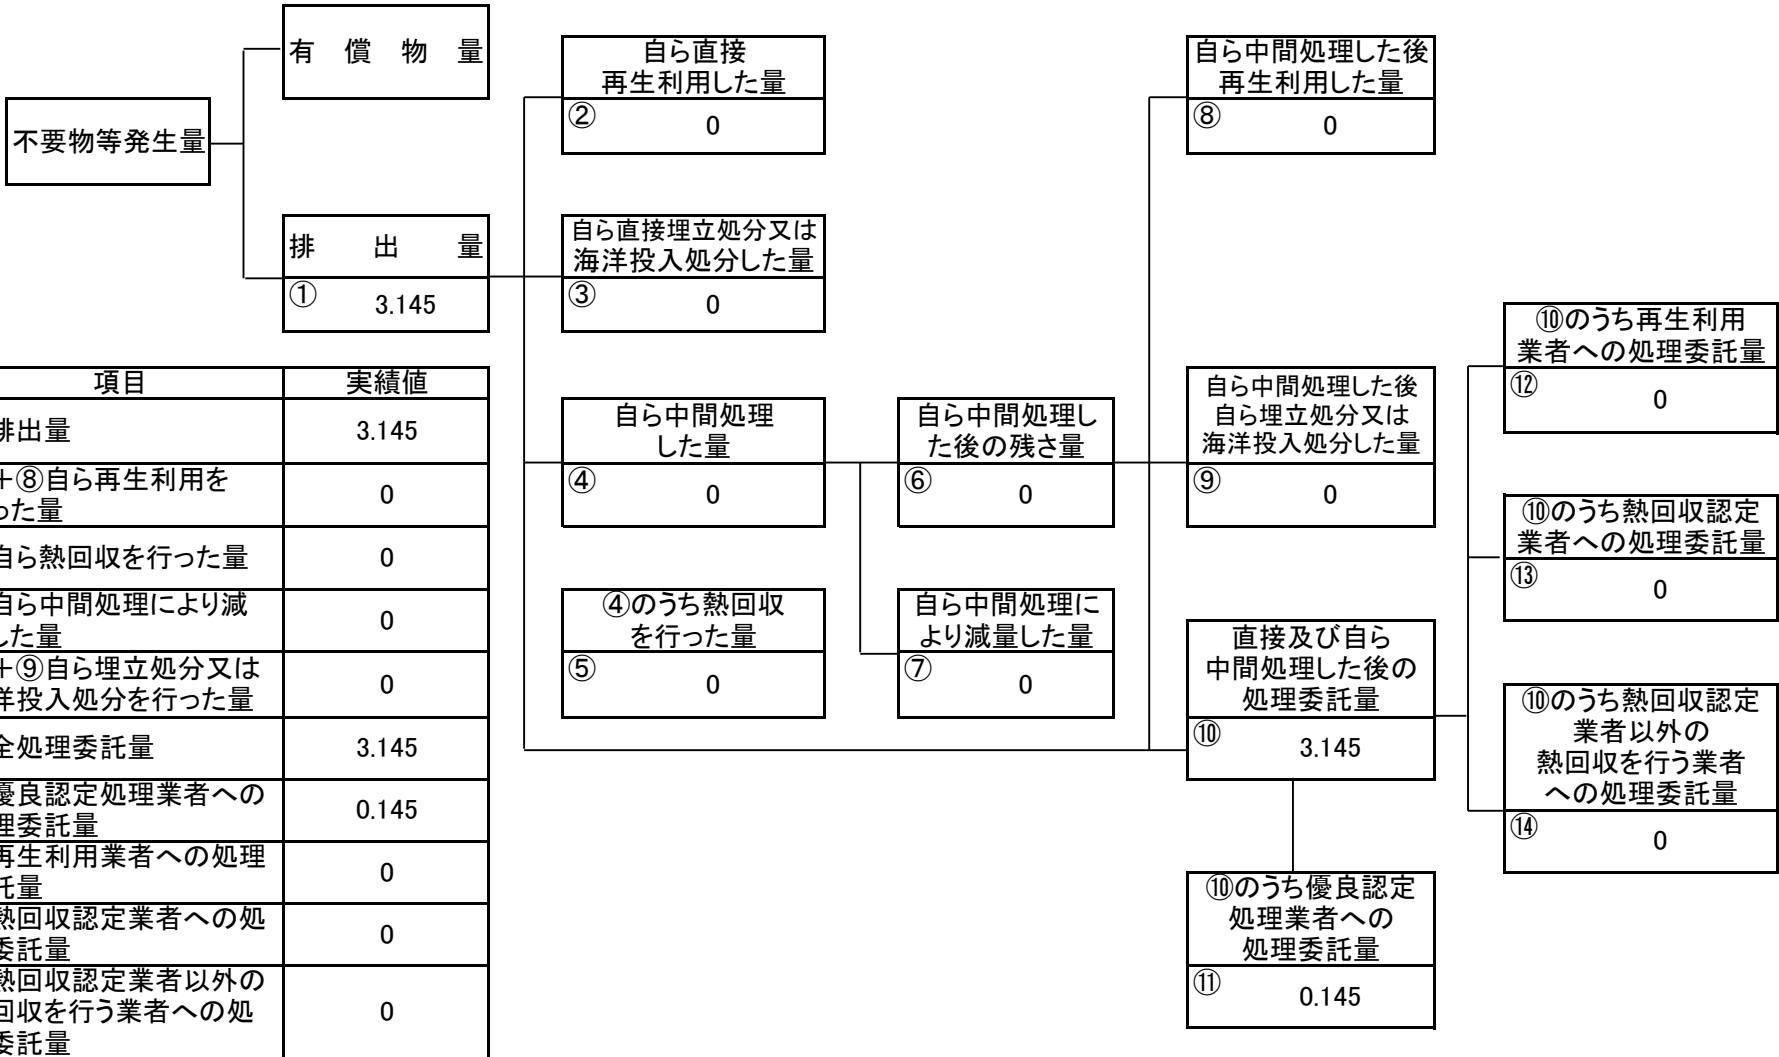 有　償　物　量
不要物等発生量
排　出　量
① 3.145
自ら直接
再生利用した量
② 0
自ら直接埋立処分又は
海洋投入処分した量
③ 0
自ら中間処理
した量
④ 0
④のうち熱回収
を行った量
⑤ 0
自ら中間処理し
た後の残さ量
⑥ 0
自ら中間処理に
より減量した量
⑦ 0
自ら中間処理した後
再生利用した量
⑧ 0
自ら中間処理した後
自ら埋立処分又は
海洋投入処分した量
⑨ 0
直接及び自ら
中間処理した後の
処理委託量
⑩ 3.145
⑩のうち優良認定
処理業者への
処理委託量
⑪ 0.145
⑩のうち再生利用
業者への処理委託量
⑫ 0
⑩のうち熱回収認定
業者への処理委託量
⑬ 0
⑩のうち熱回収認定
業者以外の
熱回収を行う業者
への処理委託量
⑭ 0
項目 実績値
排出量 3.145
+⑧自ら再生利用を
った量 0
自ら熱回収を行った量 0
自ら中間処理により減
した量 0
+⑨自ら埋立処分又は
洋投入処分を行った量 0
全処理委託量 3.145
優良認定処理業者への
理委託量 0.145
再生利用業者への処理
託量 0
熱回収認定業者への処
委託量 0
熱回収認定業者以外の
回収を行う業者への処
委託量 0